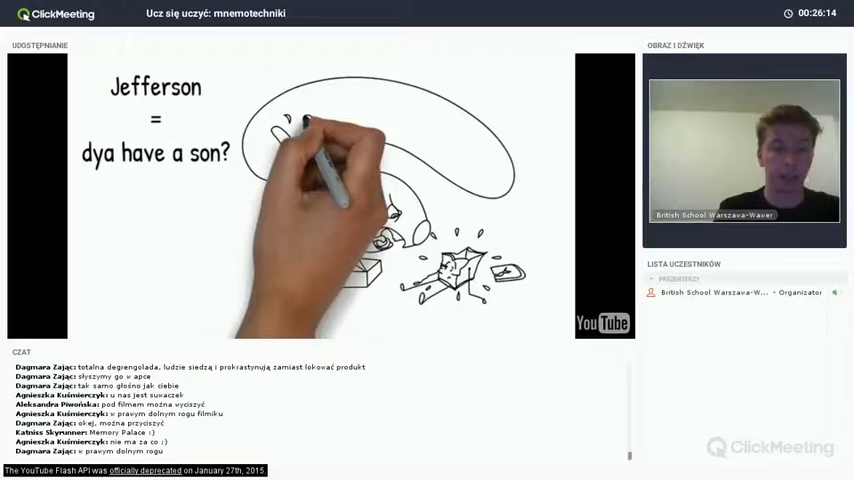 ClickMeeting
Ucz się uczyć: mnemotechniki
00:26:14
UDOSTĘPNIANIE
OBRAZ I DŹWIĘK
Jefferson
=
dya have a son?
YouTube
British School Warszawa-Waver
LISTA UCZESTNIKÓW
PREZENTERZY
British School Warszawa-W... - Organizator
CZAT
Dagmara Zając: totalna degrengolada, ludzie siedzą i prokrastynują zamiast lokować produkt
Dagmara Zając: słyszymy go w apce
Dagmara Zając: tak samo głośno jak ciebie
Agnieszka Kuśmierczyk: u nas jest suwaczek
Aleksandra Piwońska: pod filmem można wyciszyć
Agnieszka Kuśmierczyk: w prawym dolnym rogu filmiku
Dagmara Zając: okej, można przyciszyć
Katniss Skyrunner: Memory Palace :)
Agnieszka Kuśmierczyk: nie ma za co ;)
Dagmara Zając: w prawym dolnym rogu
ClickMeeting
The YouTube Flash API was officially deprecated on January 27th, 2015.